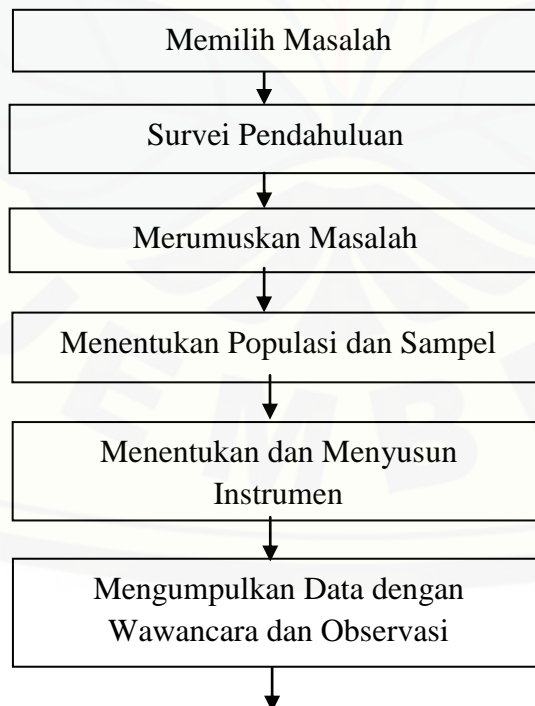 Memilih Masalah
Survei Pendahuluan
Merumuskan Masalah
Menentukan Populasi dan Sampel
Menentukan dan Menyusun
Instrumen
Mengumpulkan Data dengan
Wawancara dan Observasi